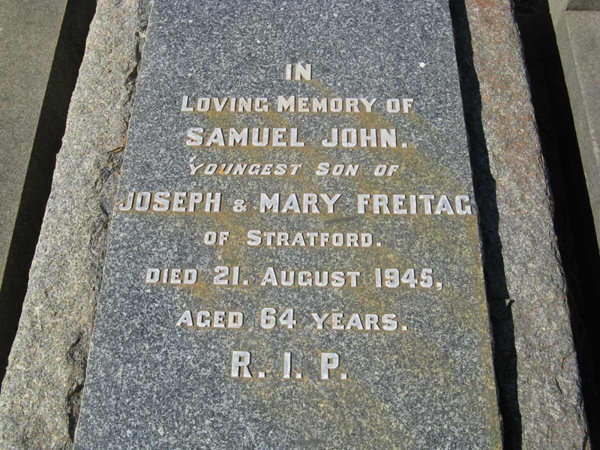 IN
LOVING MEMORY OF
SAMUEL JOHN.
YOUNGEST SON OF
JOSEPH & MARY FREITAG
OF STRATFORD.
DIED 21. AUGUST 1945,
AGED 64 YEARS.
R. I. P.